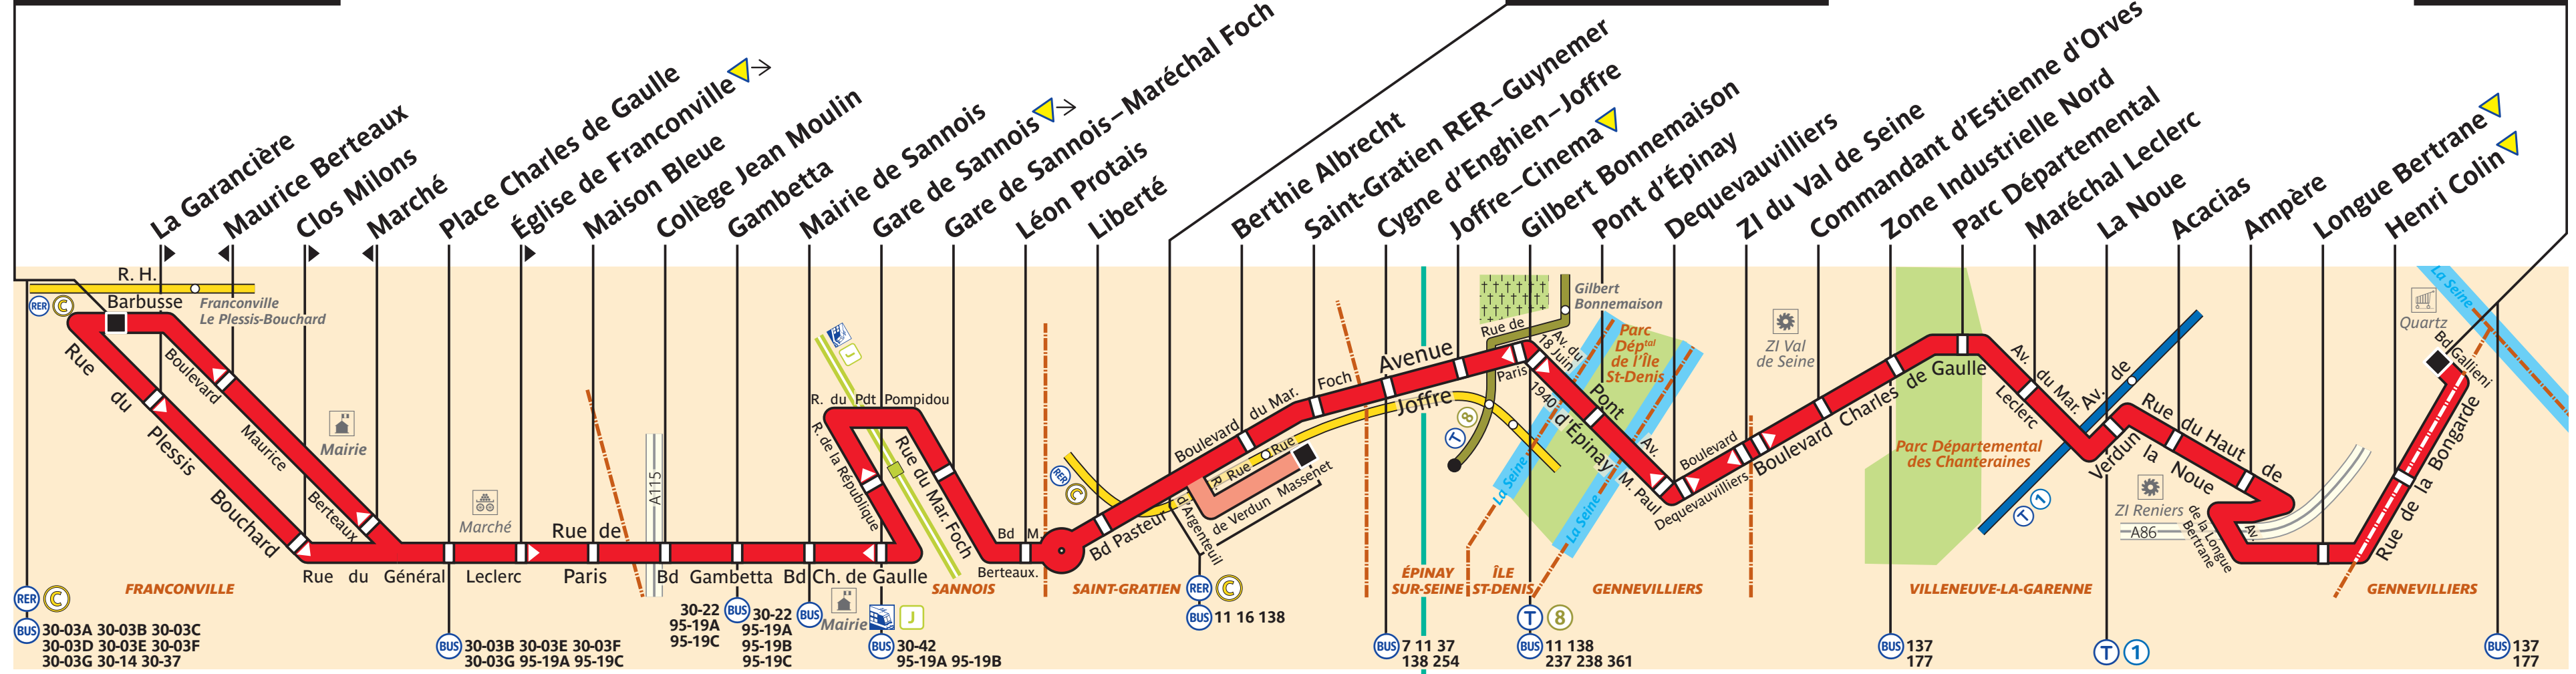 La Garancière
Maurice Berteaux
Clos Milons
Marché
Place Charles de Gaulle
Église de Franconville
Maison Bleue
Collège Jean Moulin
Gambetta
Mairie de Sannois
Gare de Sannois
Gare de Sannois–Maréchal Foch
Léon Protais
Liberté
Berthie Albrecht
Saint-Gratien RER–Guynemer
Cygne d'Enghien–Joffre
Joffre–Cinema
Gilbert Bonnemaison
Pont d'Épinay
Dequevauvilliers
ZI du Val de Seine
Commandant d'Estienne d'Orves
Zone Industrielle Nord
Parc Départemental
Maréchal Leclerc
La Noue
Acacias
Ampère
Longue Bertrane
Henri Colin
R. H.
Barbusse
RER C
Franconville
Le Plessis-Bouchard
Rue du Plessis Bouchard
Boulevard Maurice Berteaux
Mairie
Marché
Rue du Général Leclerc
Rue de
Paris
A115
Bd Gambetta
Bd Ch. de Gaulle
R. de la République
R. du Pdt Pompidou
J
Rue du Mar. Foch
Bd M.
Berteaux.
RER C
Bd Pasteur
Boulevard du Mar. Foch
R. Rue Rue
d'Argenteuil
de Verdun Massenet
Avenue
Joffre
T 8
Rue de
Paris
Gilbert
Bonnemaison
Av. du
18 Juin
1940
Parc
Déptal
de l'Île
St-Denis
Pont
d'Épinay
La Seine
La Seine
Av.
M. Paul
Boulevard
Dequevauvilliers
ZI Val
de Seine
Boulevard Charles de Gaulle
Parc Départemental
des Chanteraines
Av. du Mar.
Leclerc
T 1
Av. de
Verdun
Rue du Haut de
la Noue
ZI Reniers
A86
Av.
de la Longue
Bertrane
Rue de la Bongarde
Bd Gallieni
Quartz
La Seine
FRANCONVILLE
SANNOIS
SAINT-GRATIEN
ÉPINAY
SUR-SEINE
ÎLE
ST-DENIS
GENNEVILLIERS
VILLENEUVE-LA-GARENNE
GENNEVILLIERS
RER C
BUS 30-03A 30-03B 30-03C
30-03D 30-03E 30-03F
30-03G 30-14 30-37
BUS 30-03B 30-03E 30-03F
30-03G 95-19A 95-19C
30-22 BUS
95-19A
95-19C
30-22 BUS
95-19A
95-19B
95-19C
Mairie
J
BUS 30-42
95-19A 95-19B
RER C
BUS 11 16 138
BUS 7 11 37
138 254
T 8
BUS 11 138
237 238 361
BUS 137
177
T 1
BUS 137
177